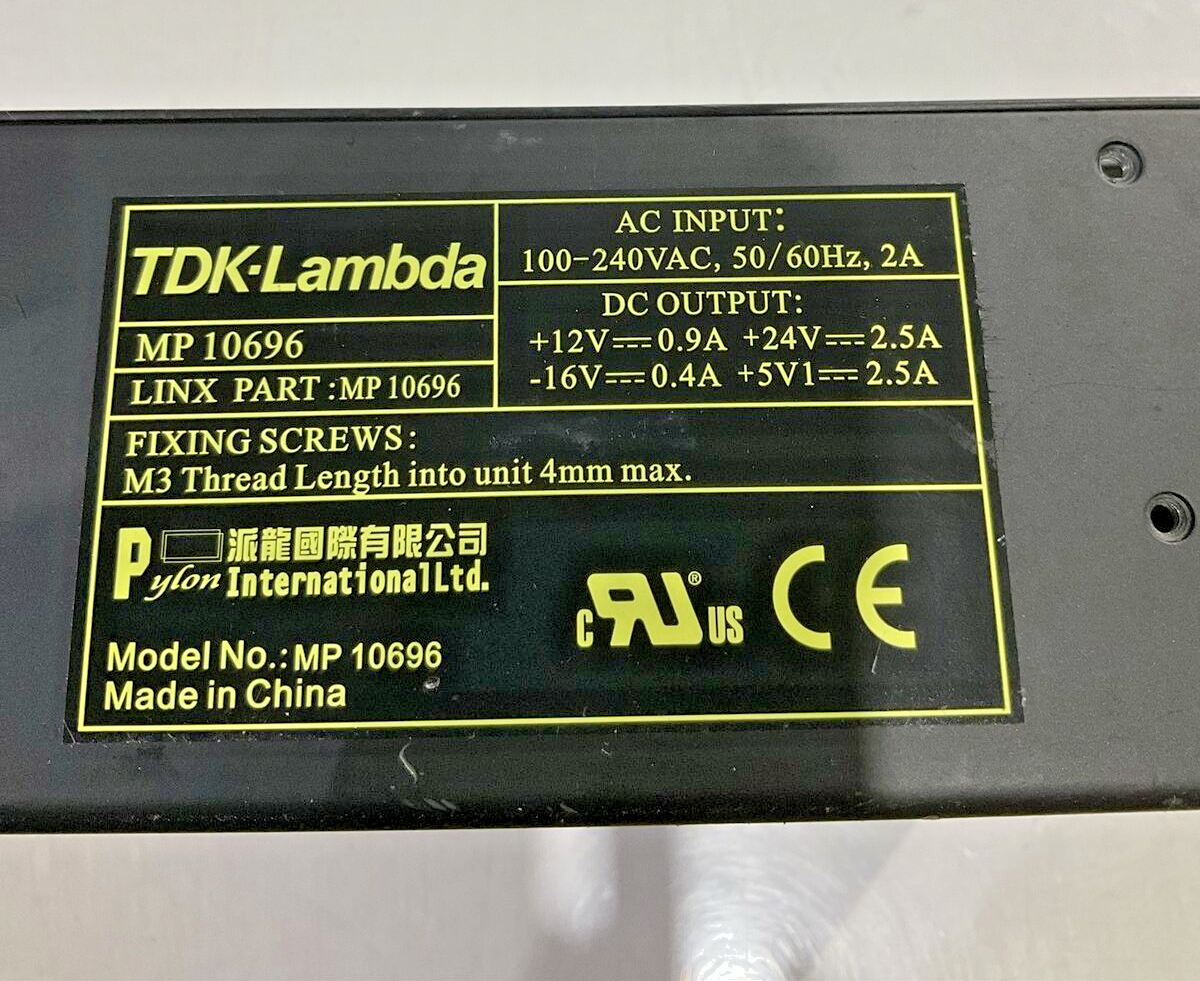 TDK-Lambda
MP 10696
LINX PART :MP 10696
AC INPUT:
100-240VAC, 50/60Hz, 2A
DC OUTPUT:
+12V⎓0.9A +24V⎓2.5A
-16V⎓0.4A +5V1⎓2.5A
FIXING SCREWS:
M3 Thread Length into unit 4mm max.
Pylon 派龍國際有限公司
International Ltd.
Model No.: MP 10696
Made in China
c RU ® US CE